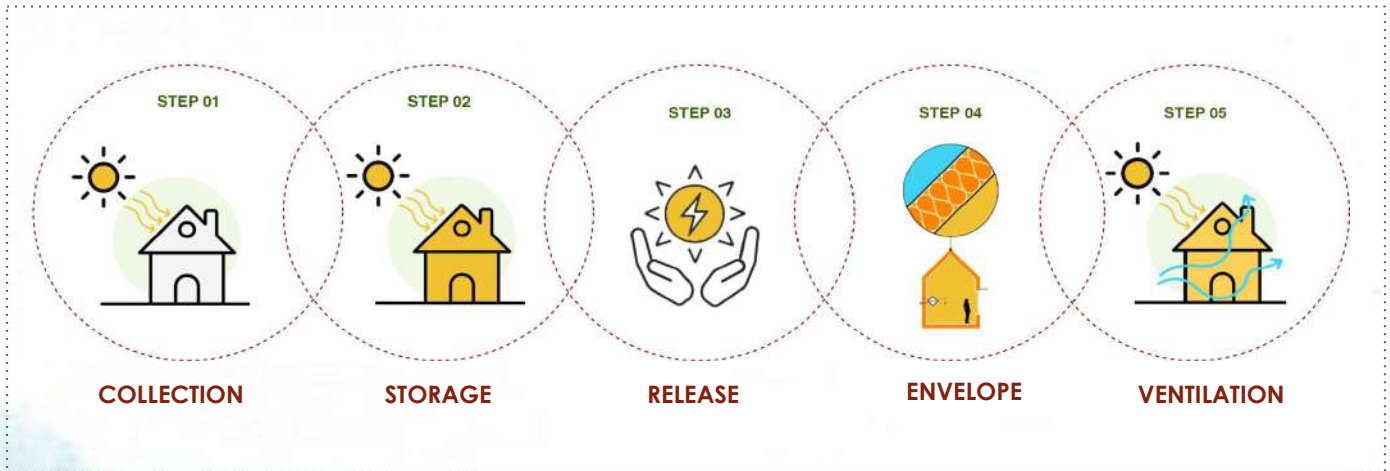 STEP 01
STEP 02
STEP 03
STEP 04
STEP 05
COLLECTION
STORAGE
RELEASE
ENVELOPE
VENTILATION